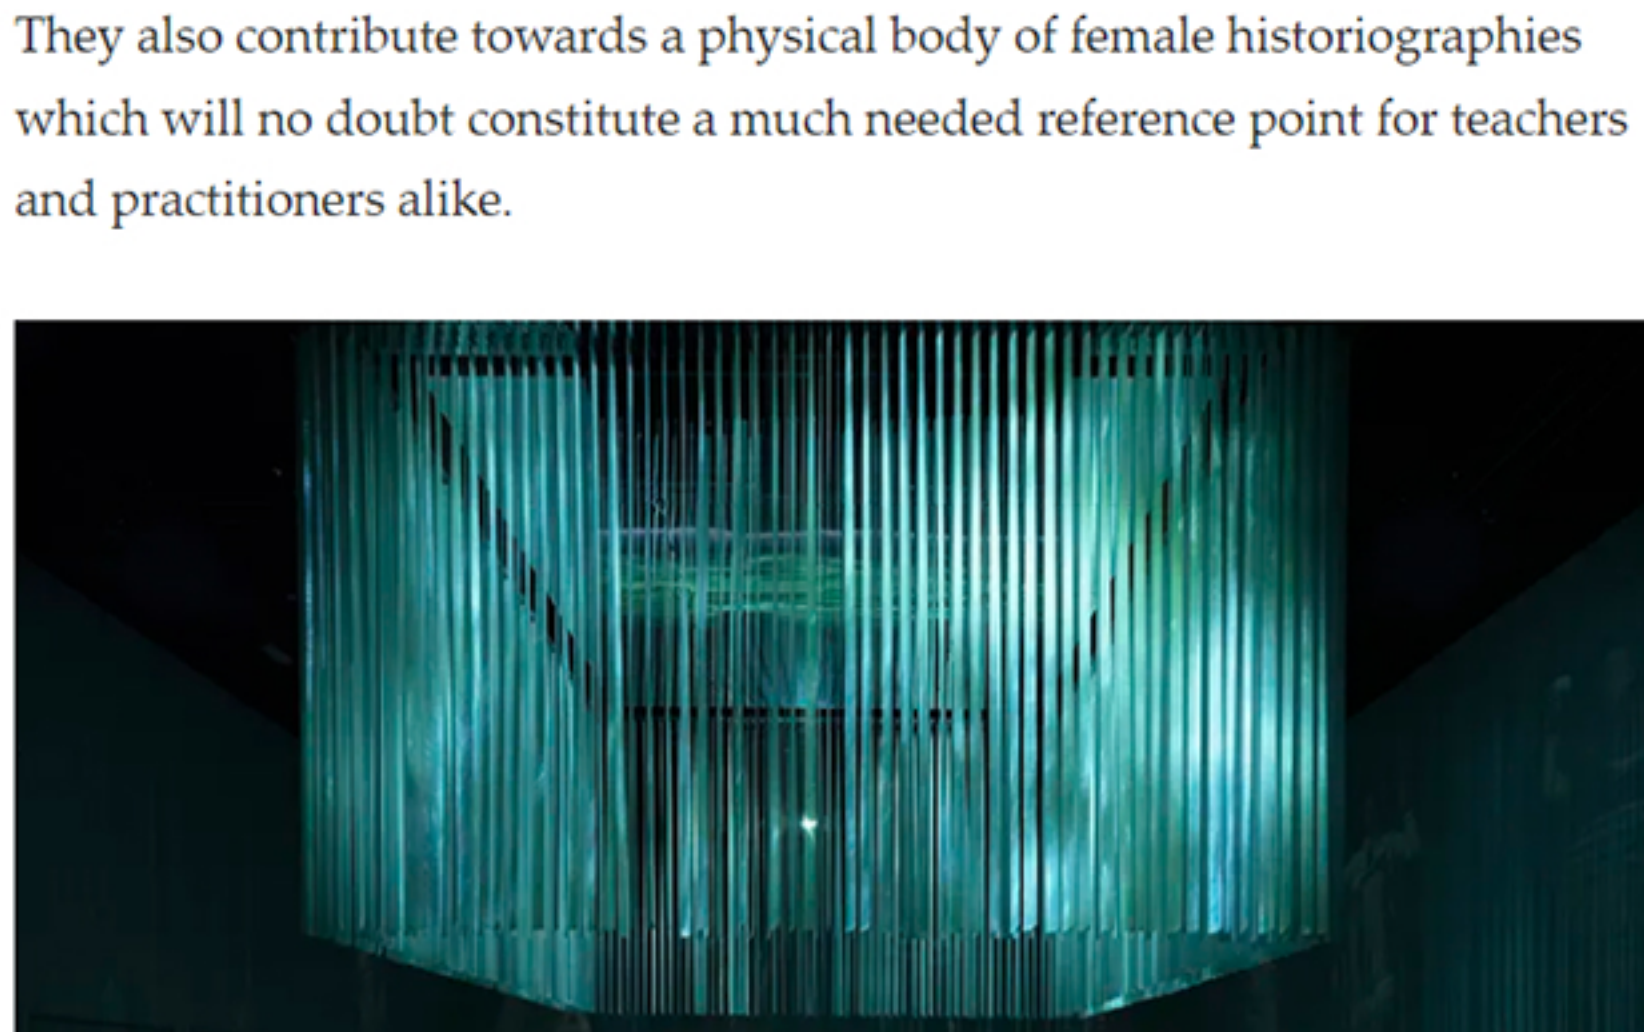 They also contribute towards a physical body of female historiographies
which will no doubt constitute a much needed reference point for teachers
and practitioners alike.